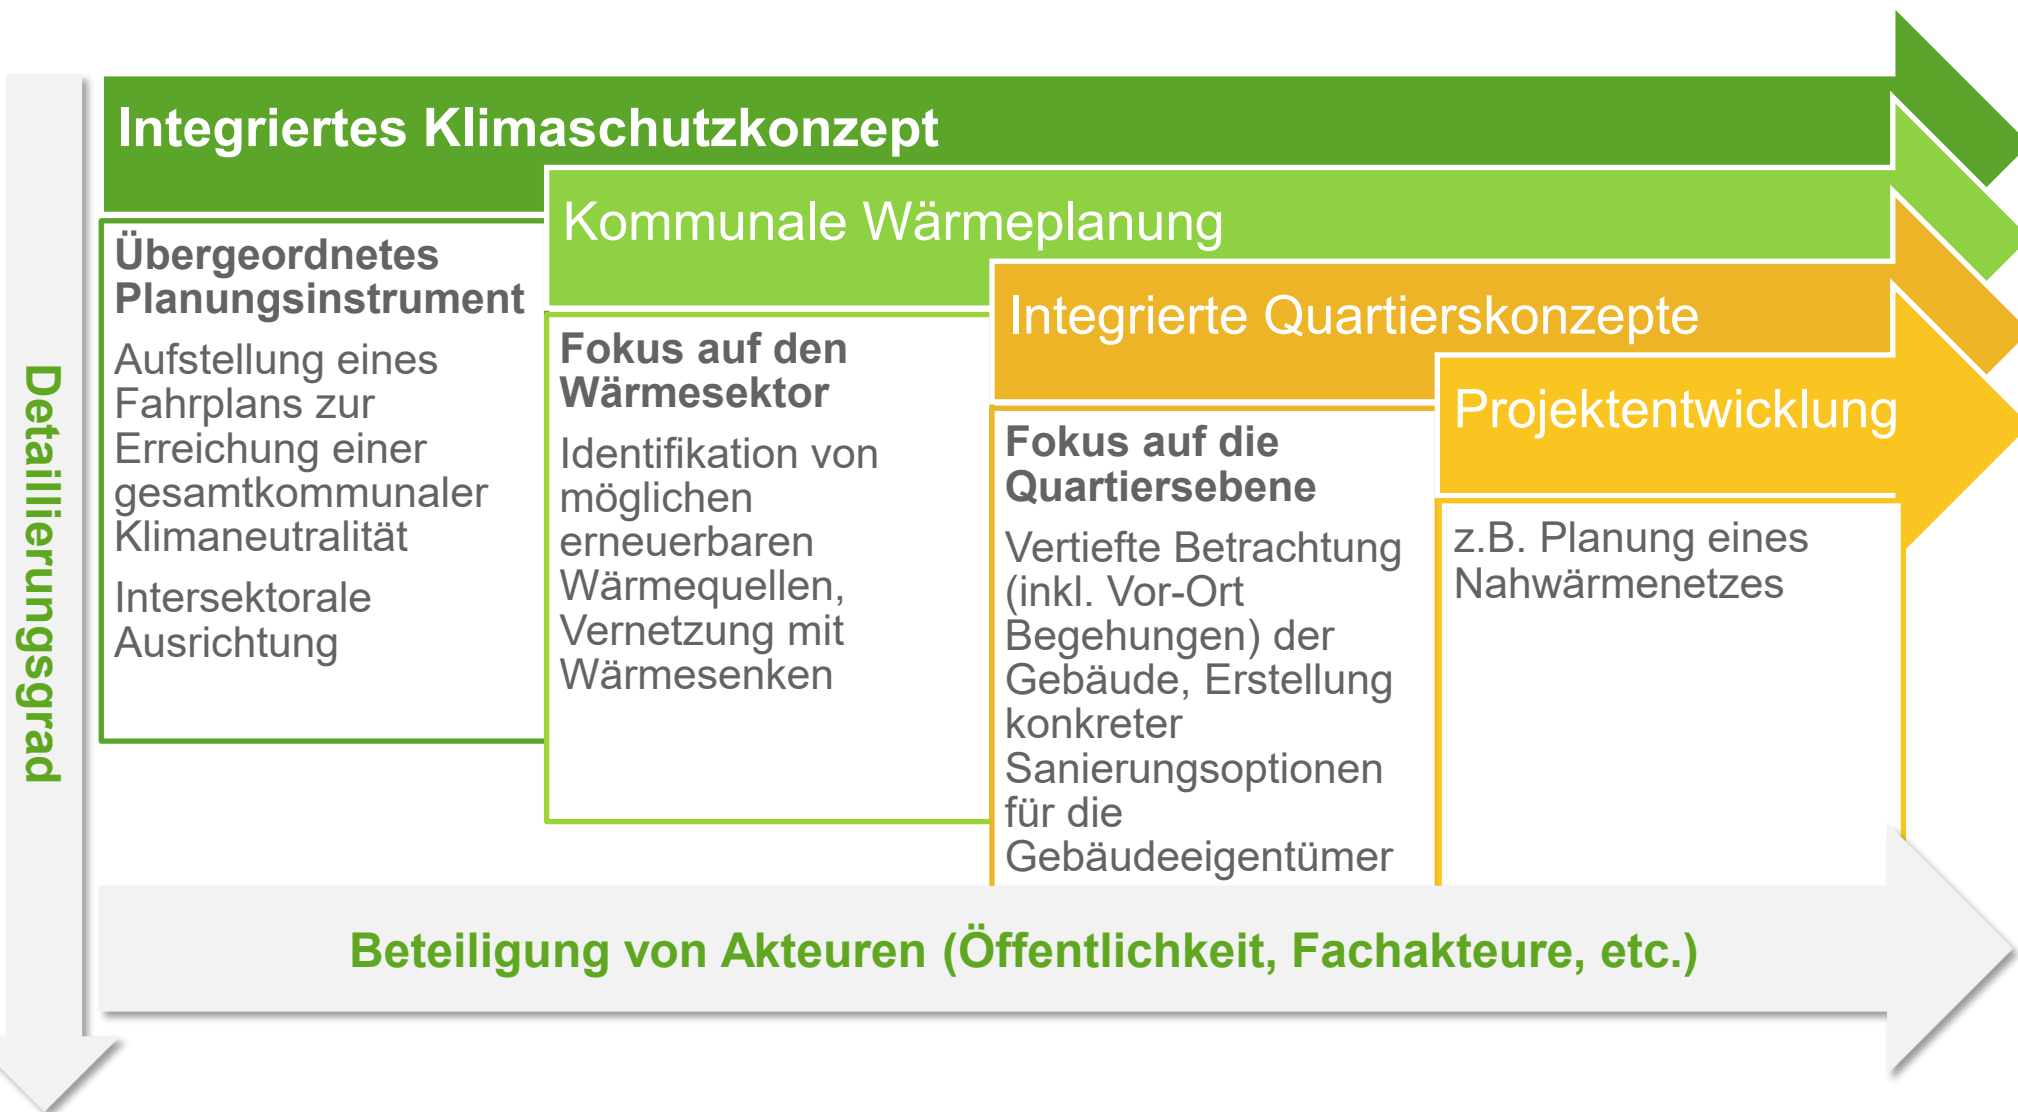 Integriertes Klimaschutzkonzept
Übergeordnetes
Planungsinstrument
Aufstellung eines
Fahrplans zur
Erreichung einer
gesamtkommunaler
Klimaneutralität
Intersektorale
Ausrichtung
Kommunale Wärmeplanung
Fokus auf den
Wärmesektor
Identifikation von
möglichen
erneuerbaren
Wärmequellen,
Vernetzung mit
Wärmesenken
Integrierte Quartierskonzepte
Fokus auf die
Quartiersebene
Vertiefte Betrachtung
(inkl. Vor-Ort
Begehungen) der
Gebäude, Erstellung
konkreter
Sanierungsoptionen
für die
Gebäudeeigentümer
Projektentwicklung
z.B. Planung eines
Nahwärmenetzes
Detaillierungsgrad
Beteiligung von Akteuren (Öffentlichkeit, Fachakteure, etc.)